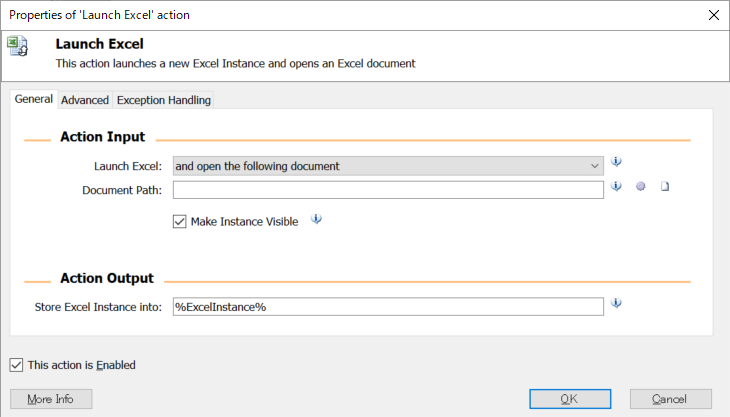 Properties of 'Launch Excel' action
Launch Excel
This action launches a new Excel Instance and opens an Excel document
General Advanced Exception Handling
Action Input
Launch Excel: and open the following document
Document Path:
Make Instance Visible
Action Output
Store Excel Instance into: %ExcelInstance%
This action is Enabled
More Info OK Cancel